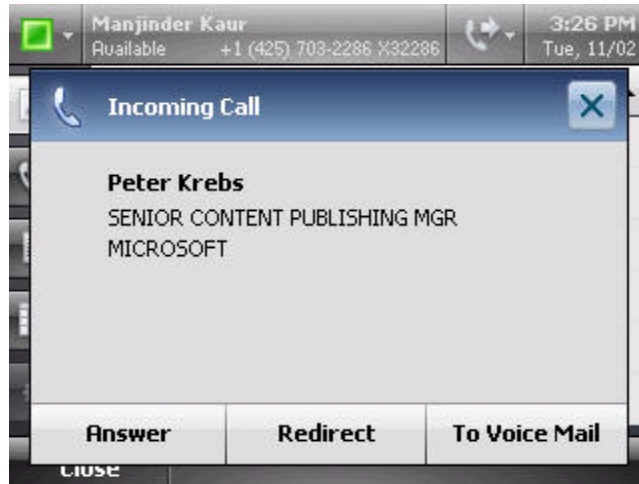 Manjinder Kaur
Available +1 (425) 703-2286 X32286
3:26 PM
Tue, 11/02
Incoming Call
Peter Krebs
SENIOR CONTENT PUBLISHING MGR
MICROSOFT
Answer Redirect To Voice Mail
Close